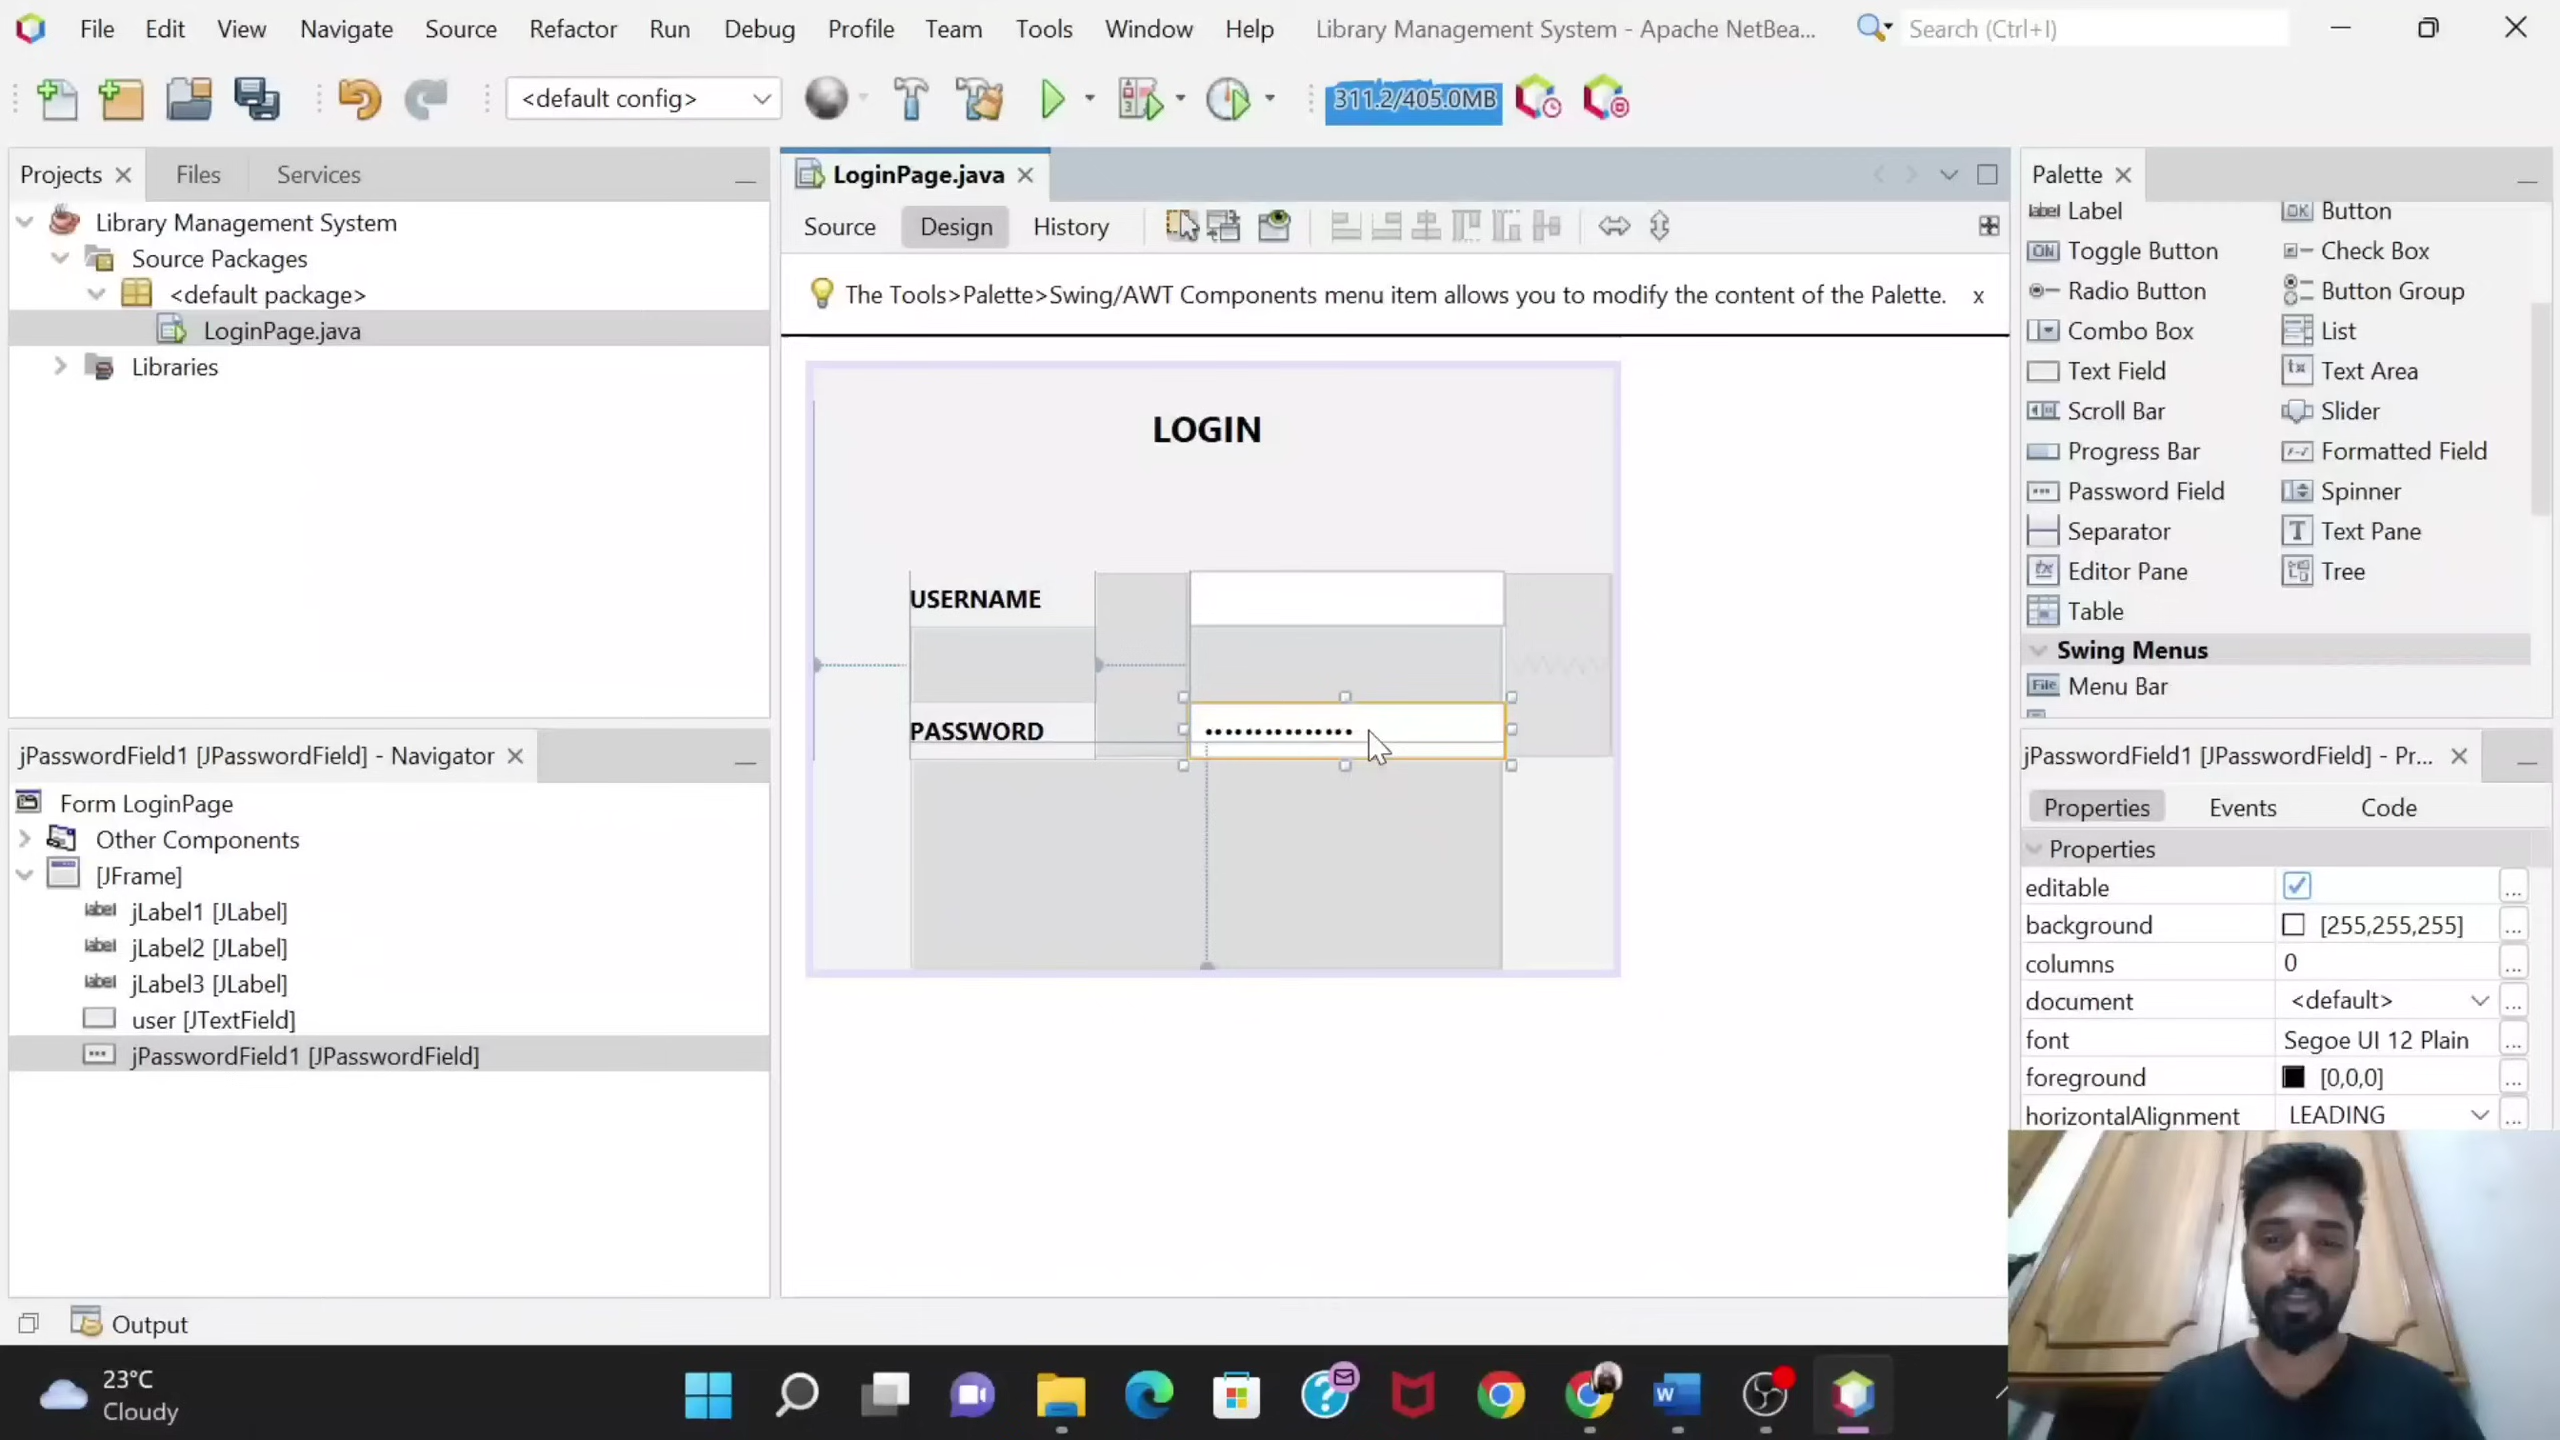 File Edit View Navigate Source Refactor Run Debug Profile Team Tools Window Help Library Management System - Apache NetBea... Search (Ctrl+I)
<default config> 311.2/405.0MB
Projects Files Services
Library Management System
Source Packages
<default package>
LoginPage.java
Libraries
jPasswordField1 [JPasswordField] - Navigator
Form LoginPage
Other Components
[JFrame]
label jLabel1 [JLabel]
label jLabel2 [JLabel]
label jLabel3 [JLabel]
user [JTextField]
jPasswordField1 [JPasswordField]
Output
LoginPage.java
Source Design History
The Tools>Palette>Swing/AWT Components menu item allows you to modify the content of the Palette. x
LOGIN
USERNAME
PASSWORD
•••••••••••••••
Palette
label Label OK Button
ON Toggle Button Check Box
Radio Button Button Group
Combo Box List
Text Field Text Area
Scroll Bar Slider
Progress Bar Formatted Field
Password Field Spinner
Separator Text Pane
Editor Pane Tree
Table
Swing Menus
File Menu Bar
jPasswordField1 [JPasswordField] - Pr...
Properties Events Code
Properties
editable ...
background [255,255,255] ...
columns 0 ...
document <default> ...
font Segoe UI 12 Plain ...
foreground [0,0,0] ...
horizontalAlignment LEADING ...
23°C
Cloudy